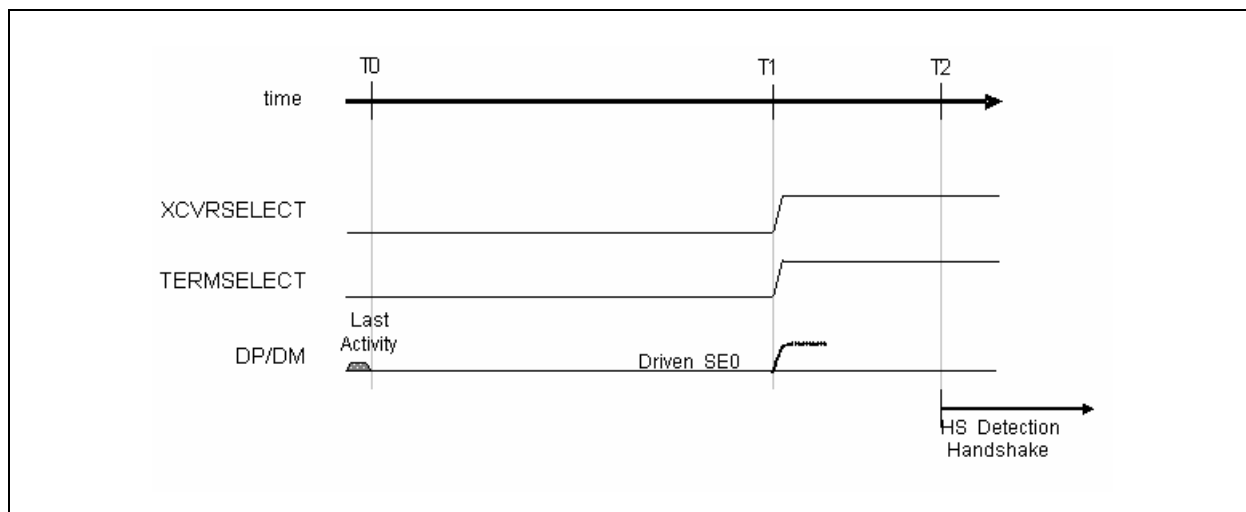 T0
T1
T2
time
XCVRSELECT
TERMSELECT
Last
Activity
DP/DM
Driven SE0
HS Detection
Handshake